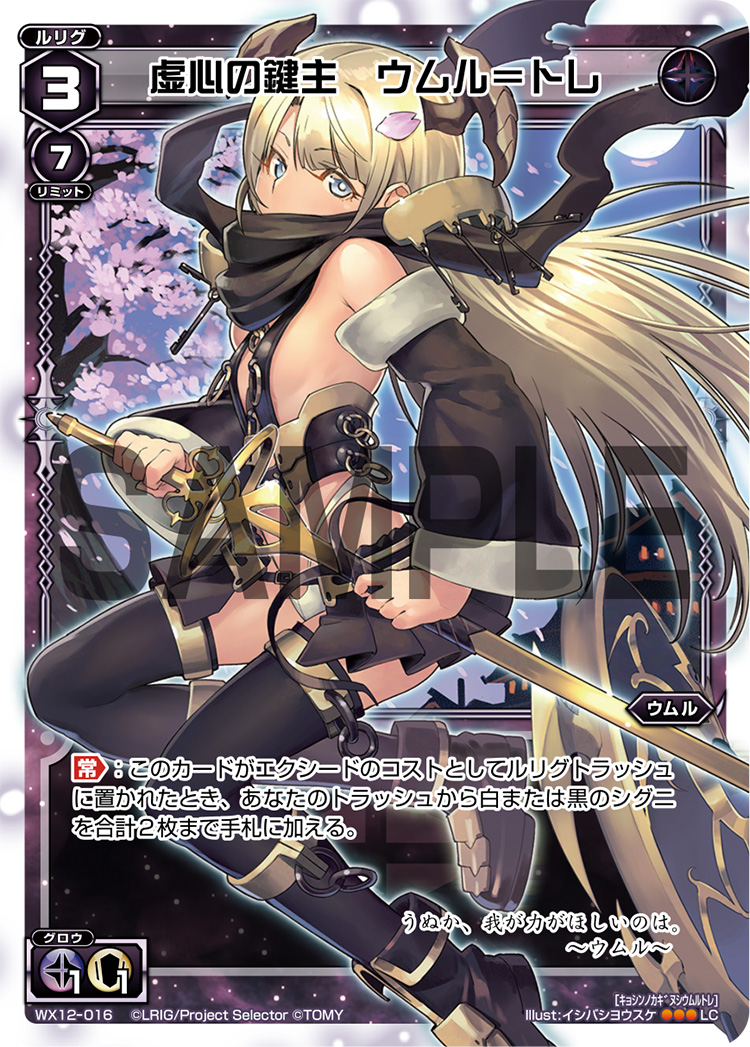 ルリグ
3
虚心の鍵主 ウムル＝トレ
7
リミット
SAMPLE
ウムル
常：このカードがエクシードのコストとしてルリグトラッシュ
に置かれたとき、あなたのトラッシュから白または黒のシグニ
を合計２枚まで手札に加える。
うぬか、我が力がほしいのは。
～ウムル～
グロウ
1 1
[キョシンノカギヌシウムルトレ]
WX12-016 ©LRIG/Project Selector ©TOMY Illust:イシバシヨウスケ LC